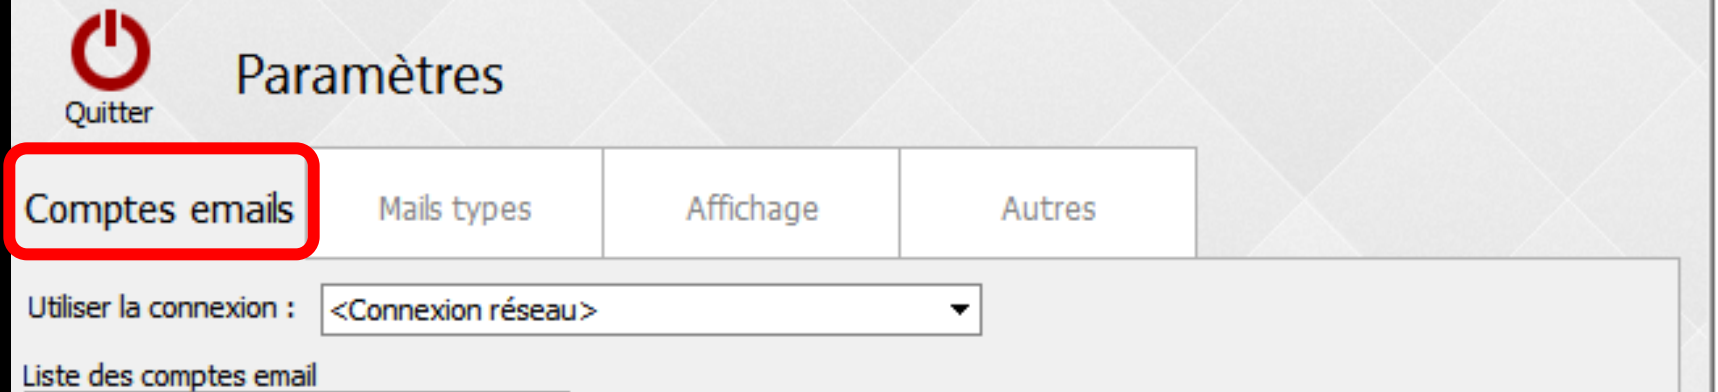 Quitter
Paramètres
Comptes emails
Mails types
Affichage
Autres
Utiliser la connexion :
<Connexion réseau>
Liste des comptes email